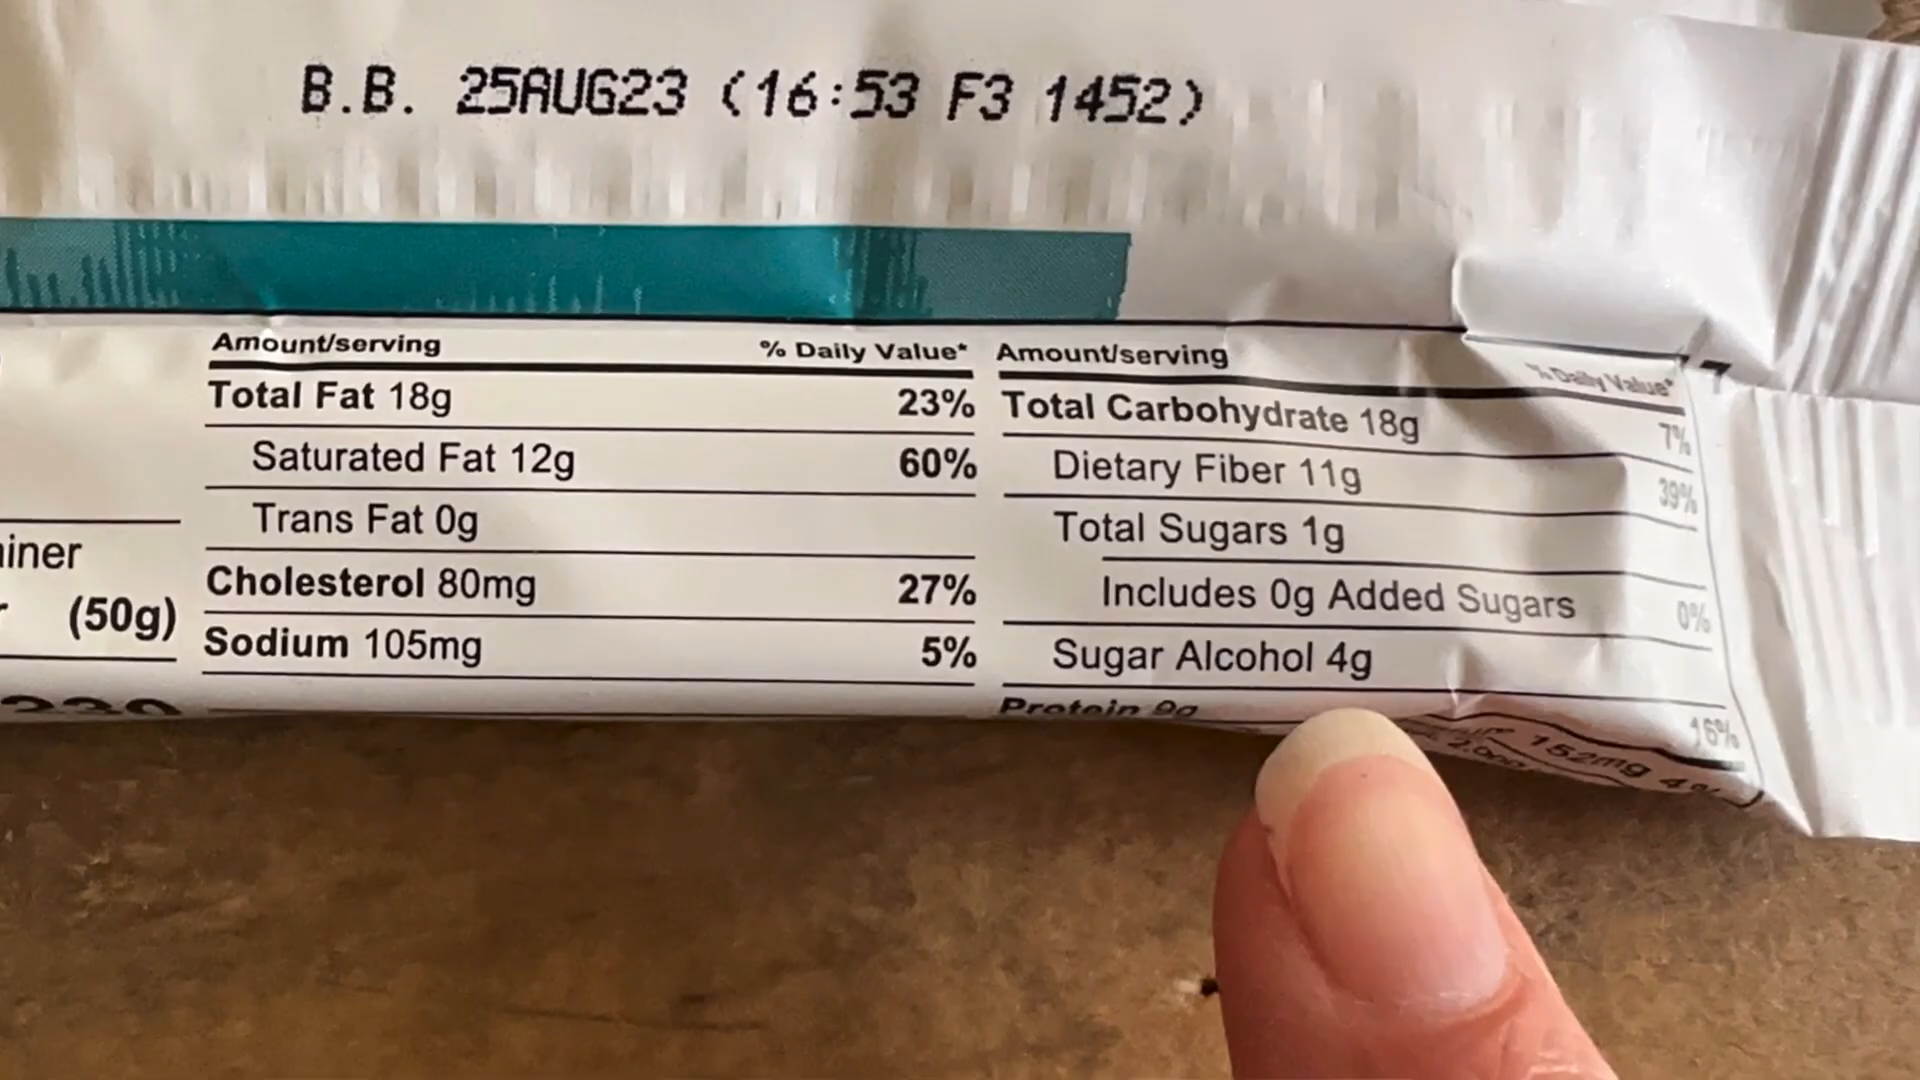 B.B. 25AUG23 (16:53 F3 1452)
Amount/serving % Daily Value*
Total Fat 18g 23%
Saturated Fat 12g 60%
Trans Fat 0g
Cholesterol 80mg 27%
Sodium 105mg 5%
Amount/serving % Daily Value*
Total Carbohydrate 18g 7%
Dietary Fiber 11g 39%
Total Sugars 1g
Includes 0g Added Sugars 0%
Sugar Alcohol 4g
Protein 9g 16%
152mg
(50g)